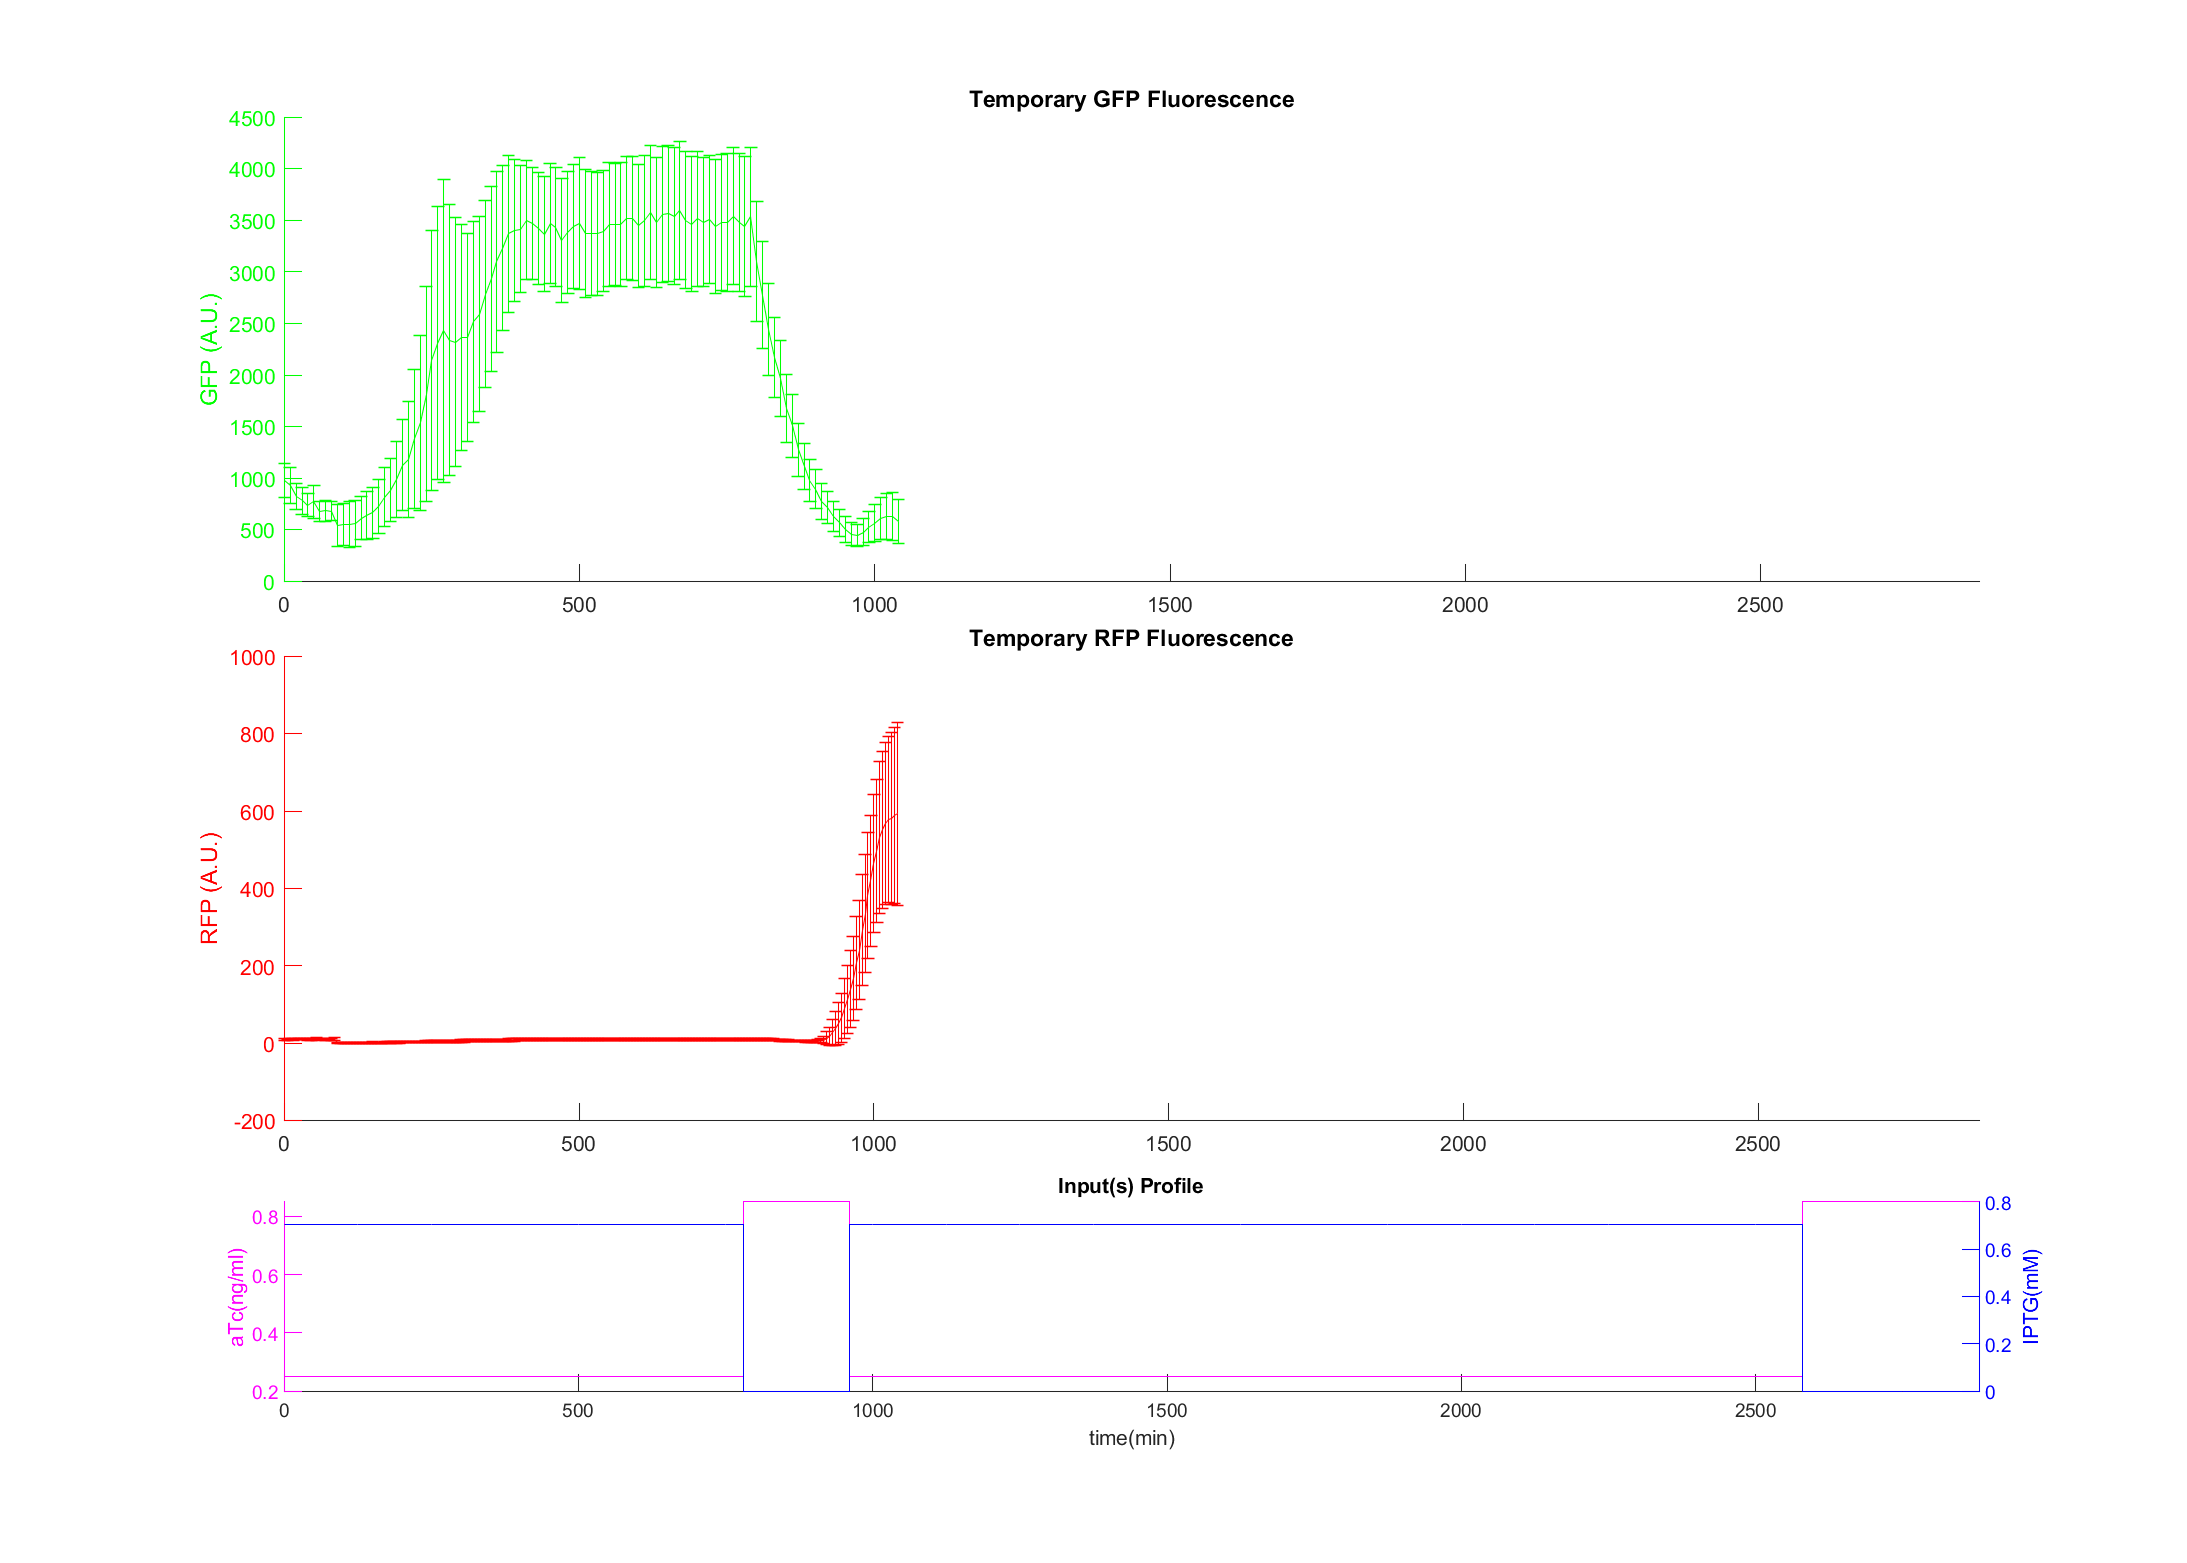 Temporary GFP Fluorescence
4500
4000
3500
3000
2500
2000
1500
1000
500
0
GFP (A.U.)
0 500 1000 1500 2000 2500
Temporary RFP Fluorescence
1000
800
600
400
200
0
-200
RFP (A.U.)
0 500 1000 1500 2000 2500
Input(s) Profile
0.8
0.6
0.4
0.2
aTc(ng/ml)
0.8
0.6
0.4
0.2
0
IPTG(mM)
0 500 1000 1500 2000 2500
time(min)